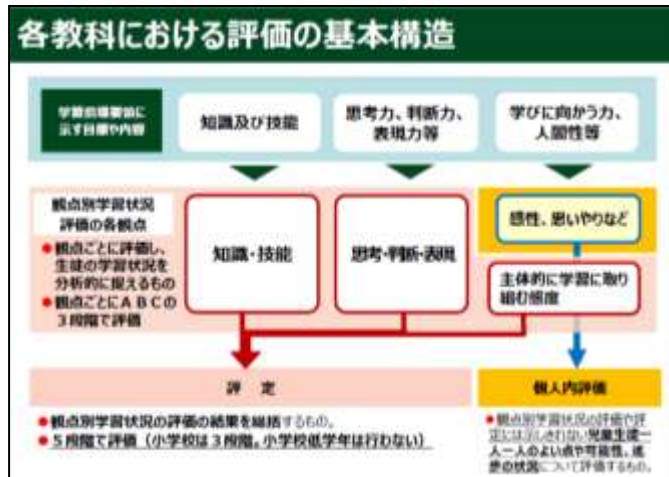 各教科における評価の基本構造
学習指導要領に
示す目標や内容
知識及び技能
思考力、判断力、
表現力等
学びに向かう力、
人間性等
観点別学習状況
評価の各観点
●観点ごとに評価し、
生徒の学習状況を
分析的に捉えるもの
●観点ごとにＡＢＣの
３段階で評価
知識・技能
思考・判断・表現
感性、思いやりなど
主体的に学習に取り
組む態度
評 定
個人内評価
●観点別学習状況の評価の結果を総括するもの。
●５段階で評価（小学校は３段階。小学校低学年は行わない）
●観点別学習状況の評価や評
定には示しきれない児童生徒一
人一人のよい点や可能性、進
歩の状況について評価するもの。